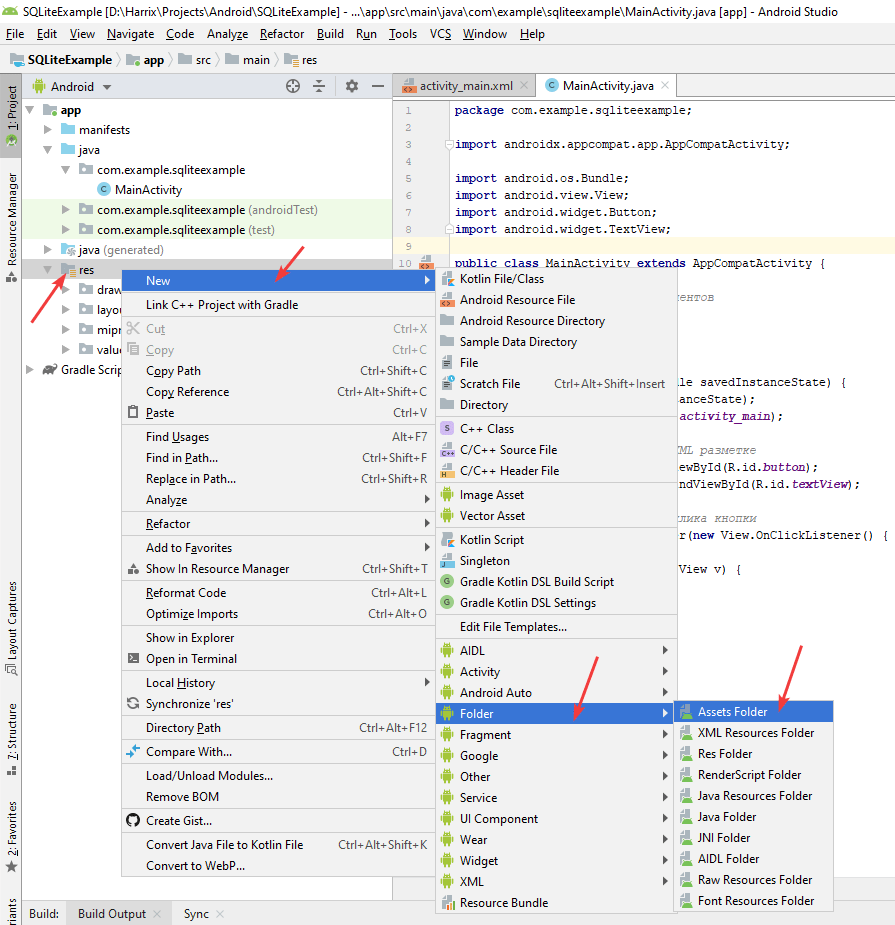 SQLiteExample [D:\Harrix\Projects\Android\SQLiteExample] - ...\app\src\main\java\com\example\sqliteexample\MainActivity.java [app] - Android Studio
File Edit View Navigate Code Analyze Refactor Build Run Tools VCS Window Help
SQLiteExample app src main res
Android
activity_main.xml MainActivity.java
1: Project
Resource Manager
Layout Captures
7: Structure
2: Favorites
riants
app
manifests
java
com.example.sqliteexample
MainActivity
com.example.sqliteexample (androidTest)
com.example.sqliteexample (test)
java (generated)
res
draw
layou
mipr
value
Gradle Scrip
1 package com.example.sqliteexample;
2
3 import androidx.appcompat.app.AppCompatActivity;
4
5 import android.os.Bundle;
6 import android.view.View;
7 import android.widget.Button;
8 import android.widget.TextView;
9
10 public class MainActivity extends AppCompatActivity {
ентов
le savedInstanceState) {
anceState);
activity_main);
ML разметке
ewById(R.id.button);
ndViewById(R.id.textView);
лика кнопки
r(new View.OnClickListener() {
View v) {
New
Link C++ Project with Gradle
Cut Ctrl+X
Copy Ctrl+C
Copy Path Ctrl+Shift+C
Copy Reference Ctrl+Alt+Shift+C
Paste Ctrl+V
Find Usages Alt+F7
Find in Path... Ctrl+Shift+F
Replace in Path... Ctrl+Shift+R
Analyze
Refactor
Add to Favorites
Show In Resource Manager Ctrl+Shift+T
Reformat Code Ctrl+Alt+L
Optimize Imports Ctrl+Alt+O
Show in Explorer
Open in Terminal
Local History
Synchronize 'res'
Directory Path Ctrl+Alt+F12
Compare With... Ctrl+D
Load/Unload Modules...
Remove BOM
Create Gist...
Convert Java File to Kotlin File Ctrl+Alt+Shift+K
Convert to WebP...
Kotlin File/Class
Android Resource File
Android Resource Directory
Sample Data Directory
File
Scratch File Ctrl+Alt+Shift+Insert
Directory
C++ Class
C/C++ Source File
C/C++ Header File
Image Asset
Vector Asset
Kotlin Script
Singleton
Gradle Kotlin DSL Build Script
Gradle Kotlin DSL Settings
Edit File Templates...
AIDL
Activity
Android Auto
Folder
Fragment
Google
Other
Service
UI Component
Wear
Widget
XML
Resource Bundle
Assets Folder
XML Resources Folder
Res Folder
RenderScript Folder
Java Resources Folder
Java Folder
JNI Folder
AIDL Folder
Raw Resources Folder
Font Resources Folder
Build: Build Output Sync